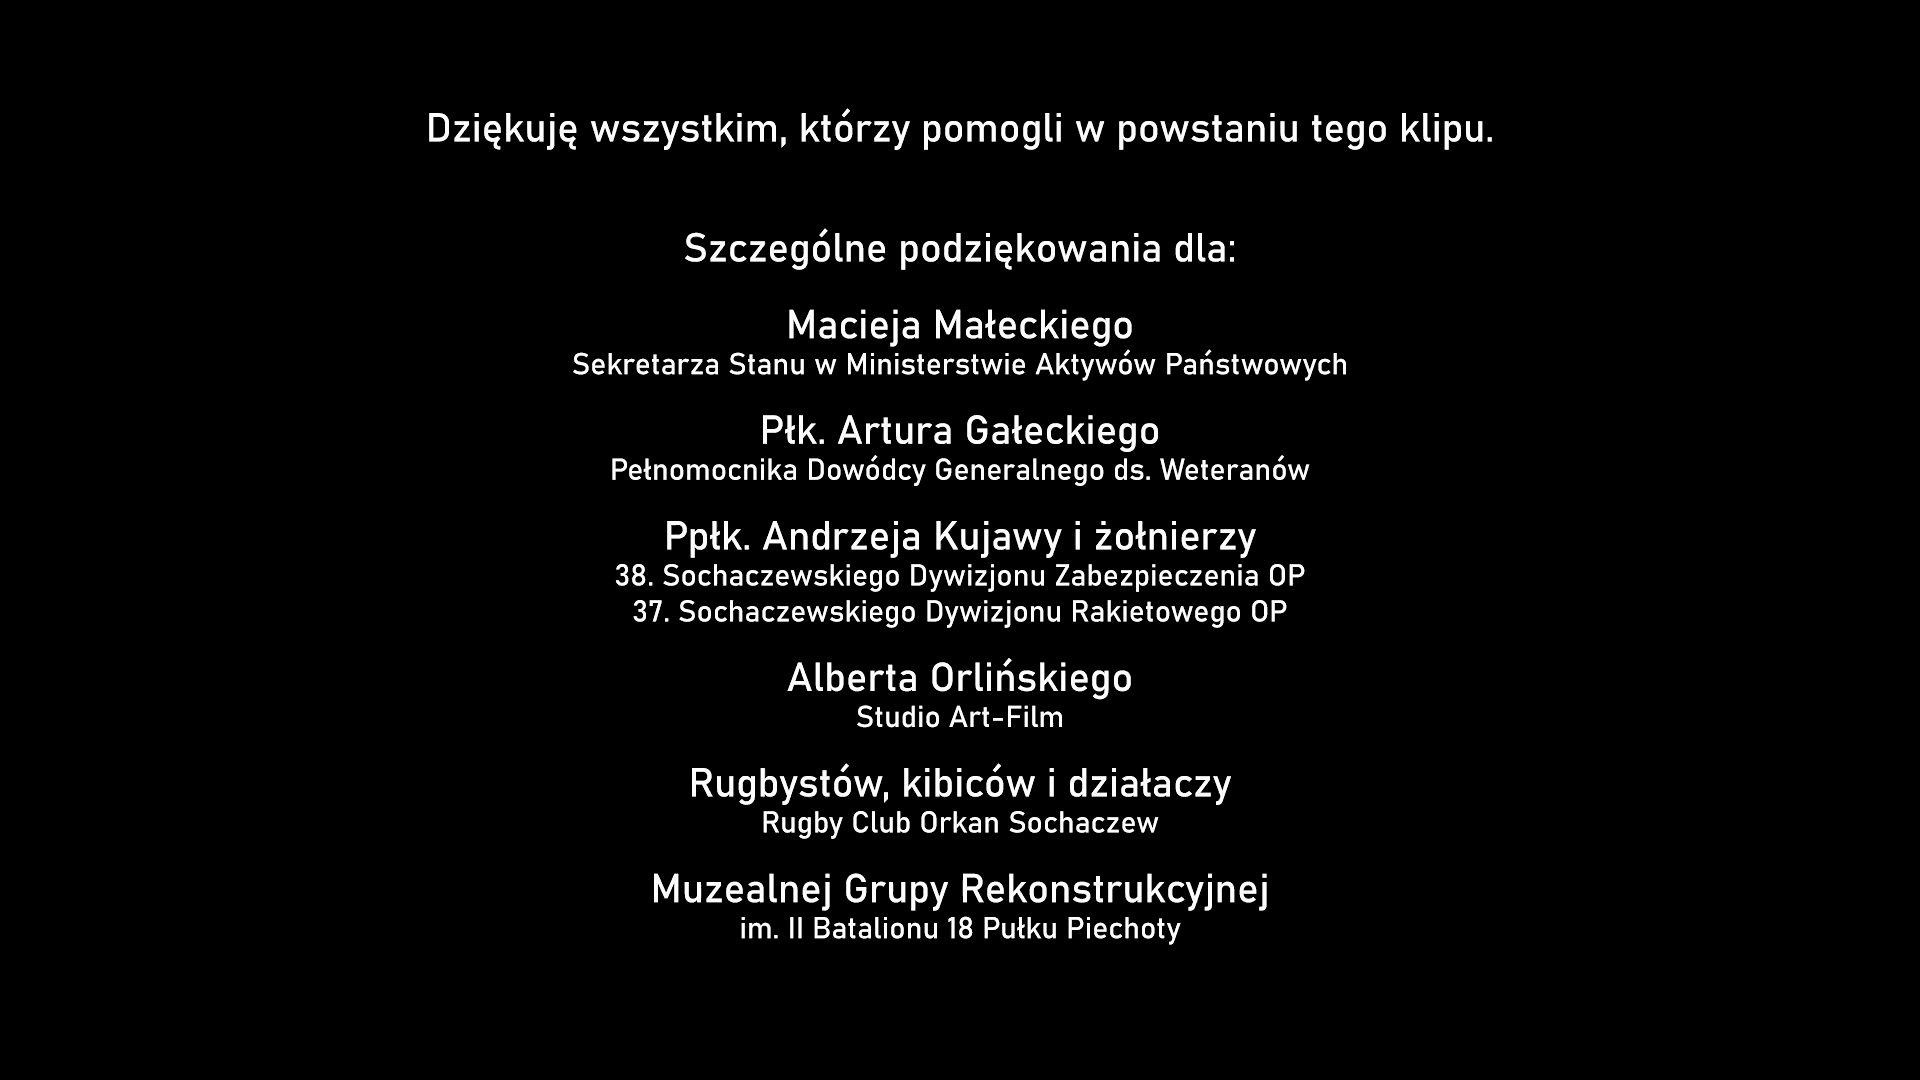 Dziękuję wszystkim, którzy pomogli w powstaniu tego klipu.
Szczególne podziękowania dla:
Macieja Małeckiego
Sekretarza Stanu w Ministerstwie Aktywów Państwowych
Płk. Artura Gałeckiego
Pełnomocnika Dowódcy Generalnego ds. Weteranów
Ppłk. Andrzeja Kujawy i żołnierzy
38. Sochaczewskiego Dywizjonu Zabezpieczenia OP
37. Sochaczewskiego Dywizjonu Rakietowego OP
Alberta Orlińskiego
Studio Art-Film
Rugbystów, kibiców i działaczy
Rugby Club Orkan Sochaczew
Muzealnej Grupy Rekonstrukcyjnej
im. II Batalionu 18 Pułku Piechoty